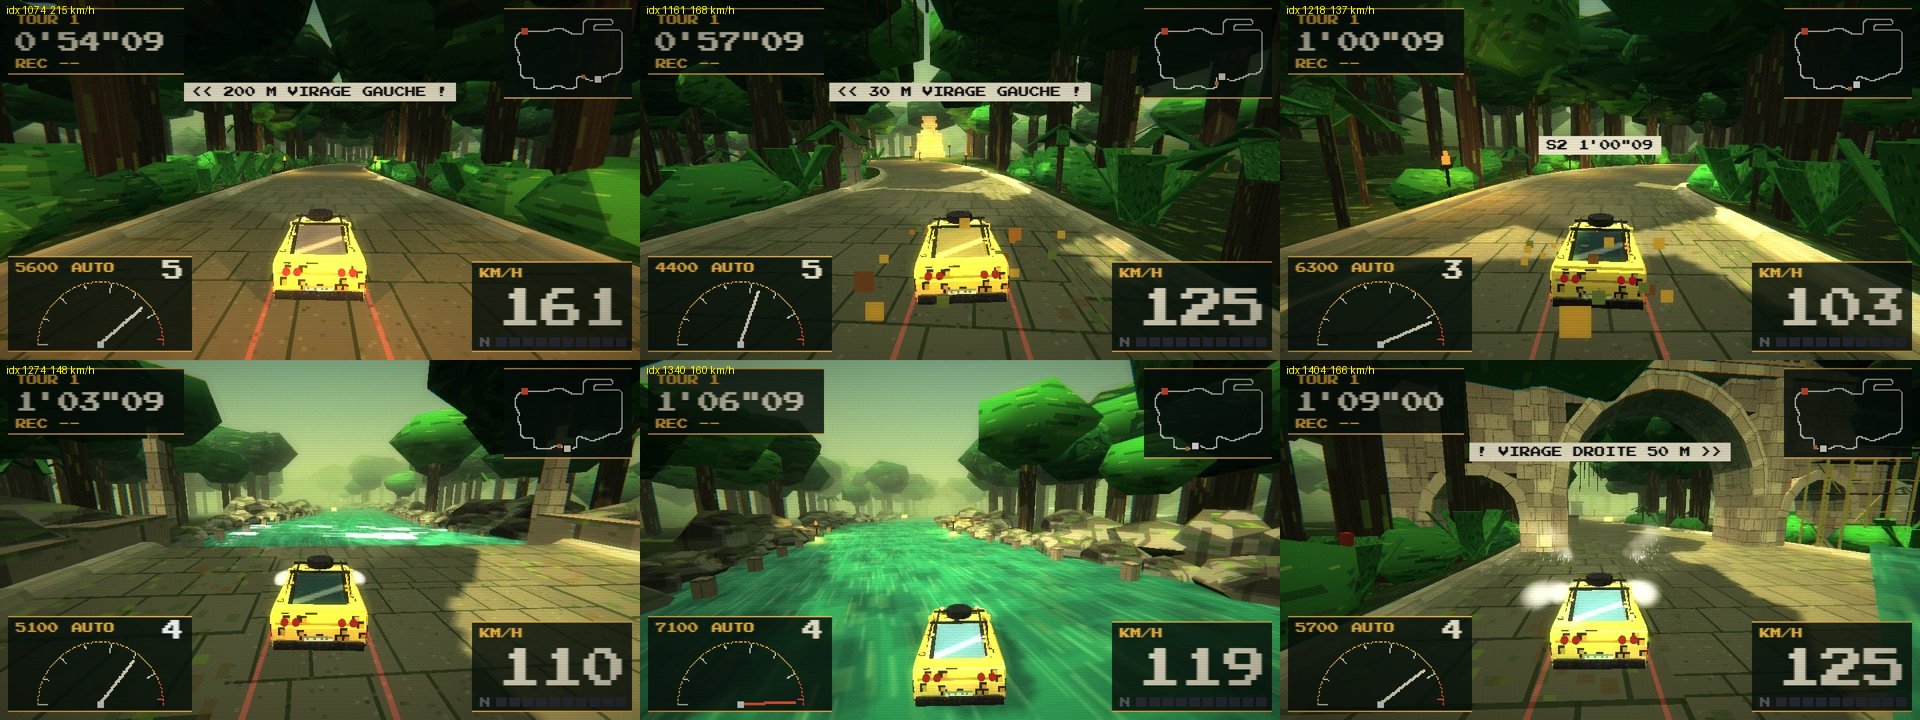 idx 1074 215 km/h
TOUR 1
0'54"09
REC --
<< 200 M VIRAGE GAUCHE !
5600 AUTO 5
KM/H
161
N
idx 1161 168 km/h
TOUR 1
0'57"09
REC --
<< 30 M VIRAGE GAUCHE !
4400 AUTO 5
KM/H
125
N
idx 1218 137 km/h
TOUR 1
1'00"09
REC --
S2 1'00"09
6300 AUTO 3
KM/H
103
N
idx 1274 148 km/h
TOUR 1
1'03"09
REC --
5100 AUTO 4
KM/H
110
N
idx 1340 160 km/h
TOUR 1
1'06"09
REC --
7100 AUTO 4
KM/H
119
N
idx 1404 166 km/h
TOUR 1
1'09"00
REC --
! VIRAGE DROITE 50 M >>
5700 AUTO 4
KM/H
125
N